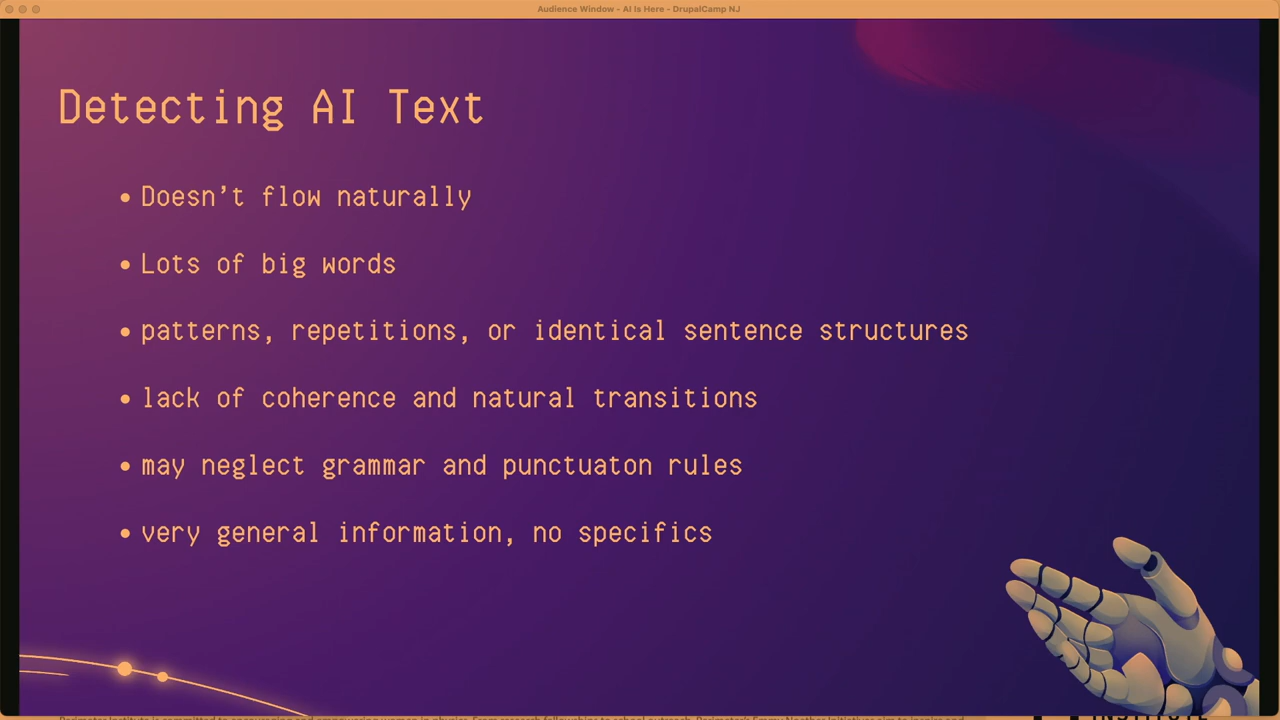 Audience Window - AI Is Here - DrupalCamp NJ
Detecting AI Text
• Doesn't flow naturally
• Lots of big words
• patterns, repetitions, or identical sentence structures
• lack of coherence and natural transitions
• may neglect grammar and punctuaton rules
• very general information, no specifics